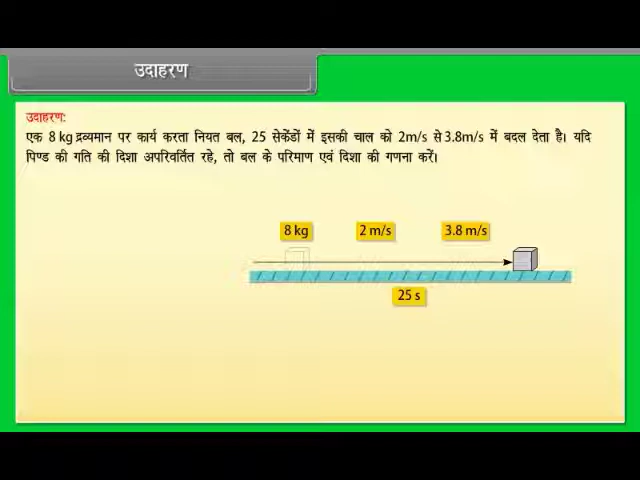 उदाहरण
उदाहरण:
एक 8 kg द्रव्यमान पर कार्य करता नियत बल, 25 सेकेंडों में इसकी चाल को 2m/s से 3.8m/s में बदल देता है। यदि
पिण्ड की गति की दिशा अपरिवर्तित रहे, तो बल के परिमाण एवं दिशा की गणना करें।
8 kg 2 m/s 3.8 m/s
25 s